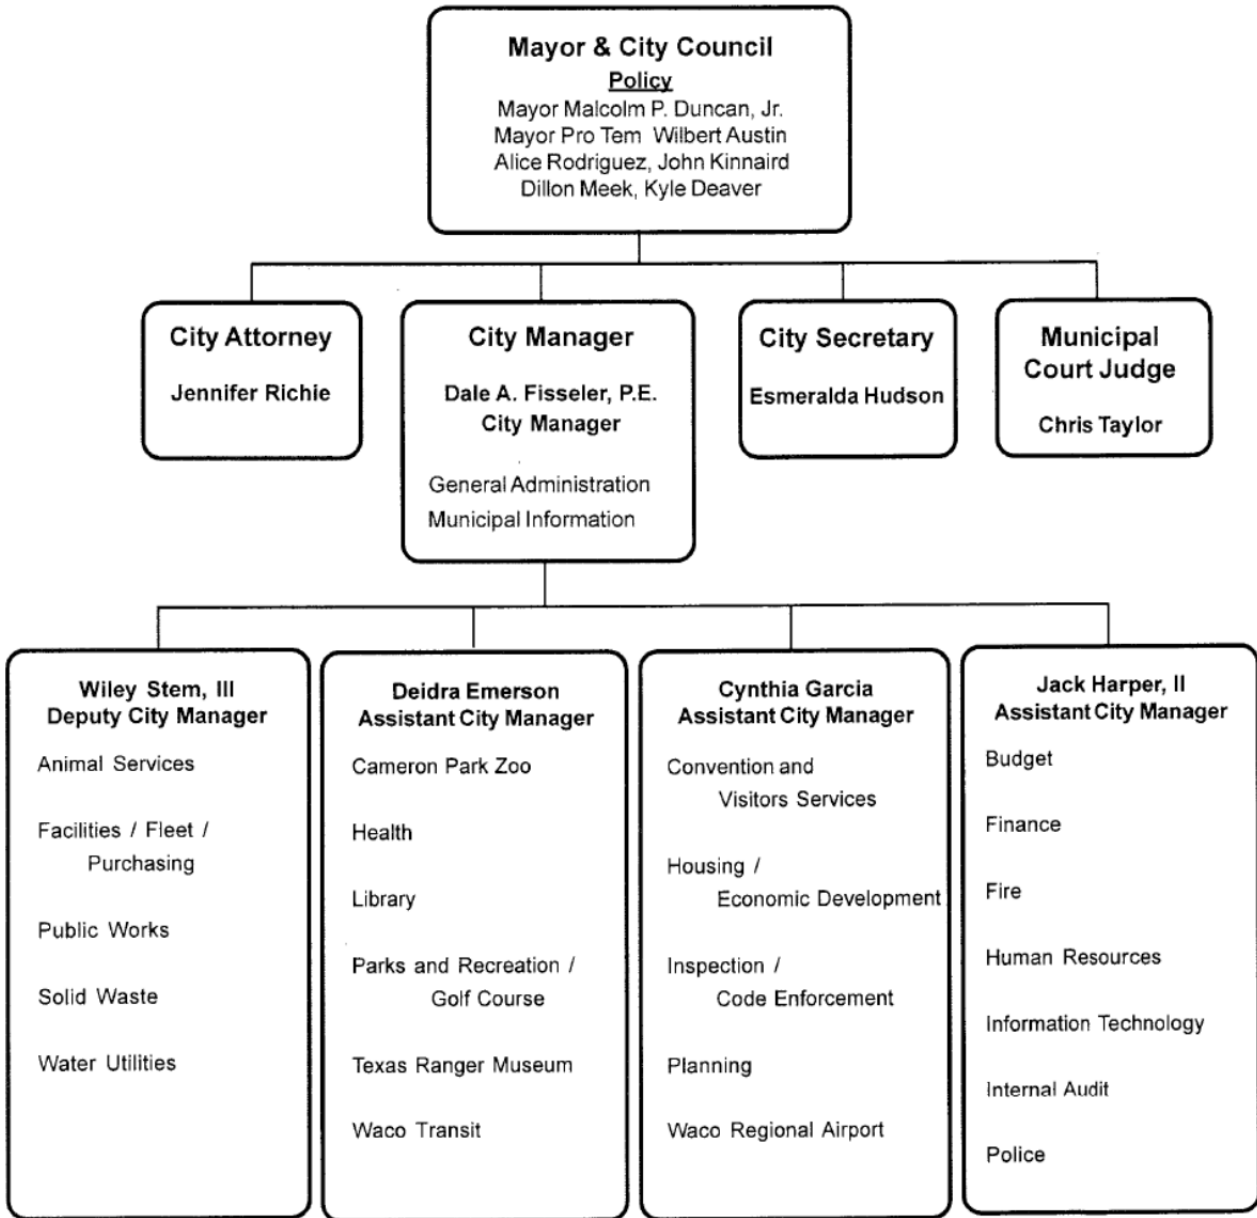 Mayor & City Council
Policy
Mayor Malcolm P. Duncan, Jr.
Mayor Pro Tem Wilbert Austin
Alice Rodriguez, John Kinnaird
Dillon Meek, Kyle Deaver
City Attorney
Jennifer Richie
City Manager
Dale A. Fisseler, P.E.
City Manager
General Administration
Municipal Information
City Secretary
Esmeralda Hudson
Municipal
Court Judge
Chris Taylor
Wiley Stem, III
Deputy City Manager
Animal Services
Facilities / Fleet /
Purchasing
Public Works
Solid Waste
Water Utilities
Deidra Emerson
Assistant City Manager
Cameron Park Zoo
Health
Library
Parks and Recreation /
Golf Course
Texas Ranger Museum
Waco Transit
Cynthia Garcia
Assistant City Manager
Convention and
Visitors Services
Housing /
Economic Development
Inspection /
Code Enforcement
Planning
Waco Regional Airport
Jack Harper, II
Assistant City Manager
Budget
Finance
Fire
Human Resources
Information Technology
Internal Audit
Police